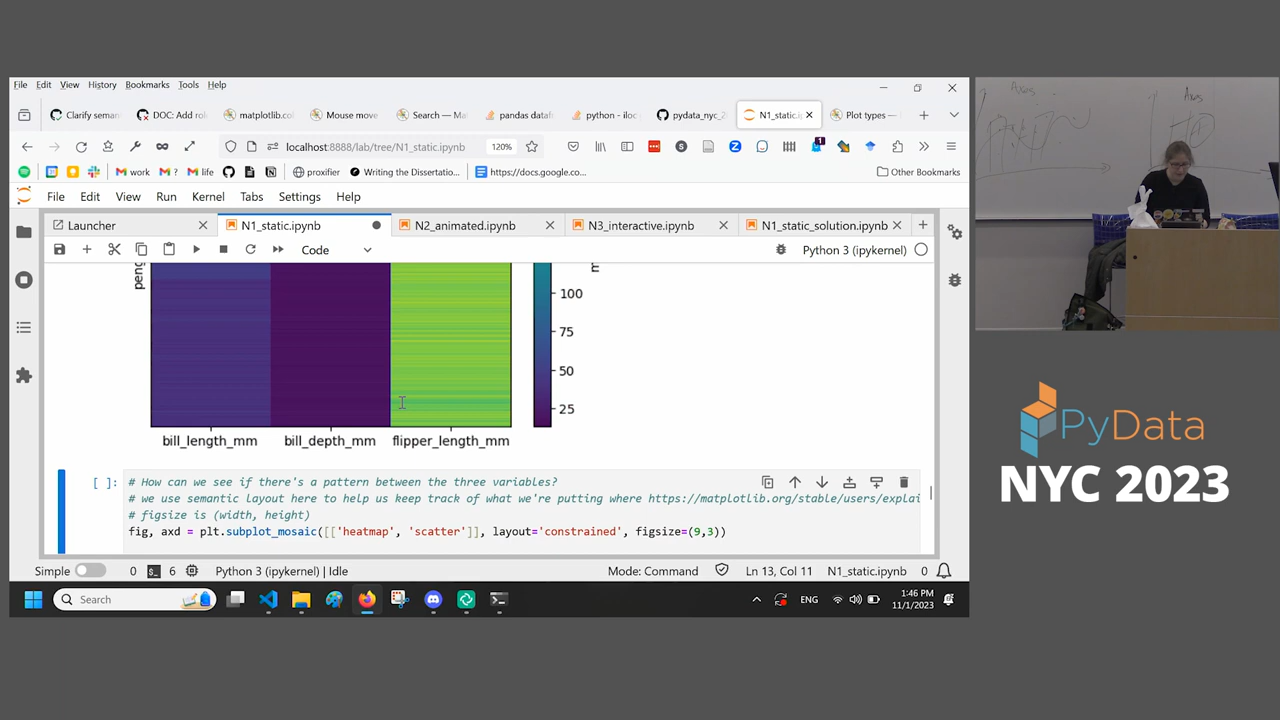 File Edit View History Bookmarks Tools Help
Clarify seman
DOC: Add rol
matplotlib.col
Mouse move
Search — Ma
pandas dataf
python - iloc
pydata_nyc_2
N1_static.i
Plot types —
localhost:8888/lab/tree/N1_static.ipynb
120%
work
?
life
proxifier
Writing the Dissertatio...
https://docs.google.co...
Other Bookmarks
File Edit View Run Kernel Tabs Settings Help
Launcher
N1_static.ipynb
N2_animated.ipynb
N3_interactive.ipynb
N1_static_solution.ipynb
Code
Python 3 (ipykernel)
peng
100
75
50
25
bill_length_mm bill_depth_mm flipper_length_mm
[ ]:
# How can we see if there's a pattern between the three variables?
# we use semantic layout here to help us keep track of what we're putting where https://matplotlib.org/stable/users/explai
# figsize is (width, height)
fig, axd = plt.subplot_mosaic([['heatmap', 'scatter']], layout='constrained', figsize=(9,3))
Simple 0 6 Python 3 (ipykernel) | Idle
Mode: Command Ln 13, Col 11 N1_static.ipynb 0
Search
ENG
1:46 PM
11/1/2023
Axes
Axis
PyData
NYC 2023